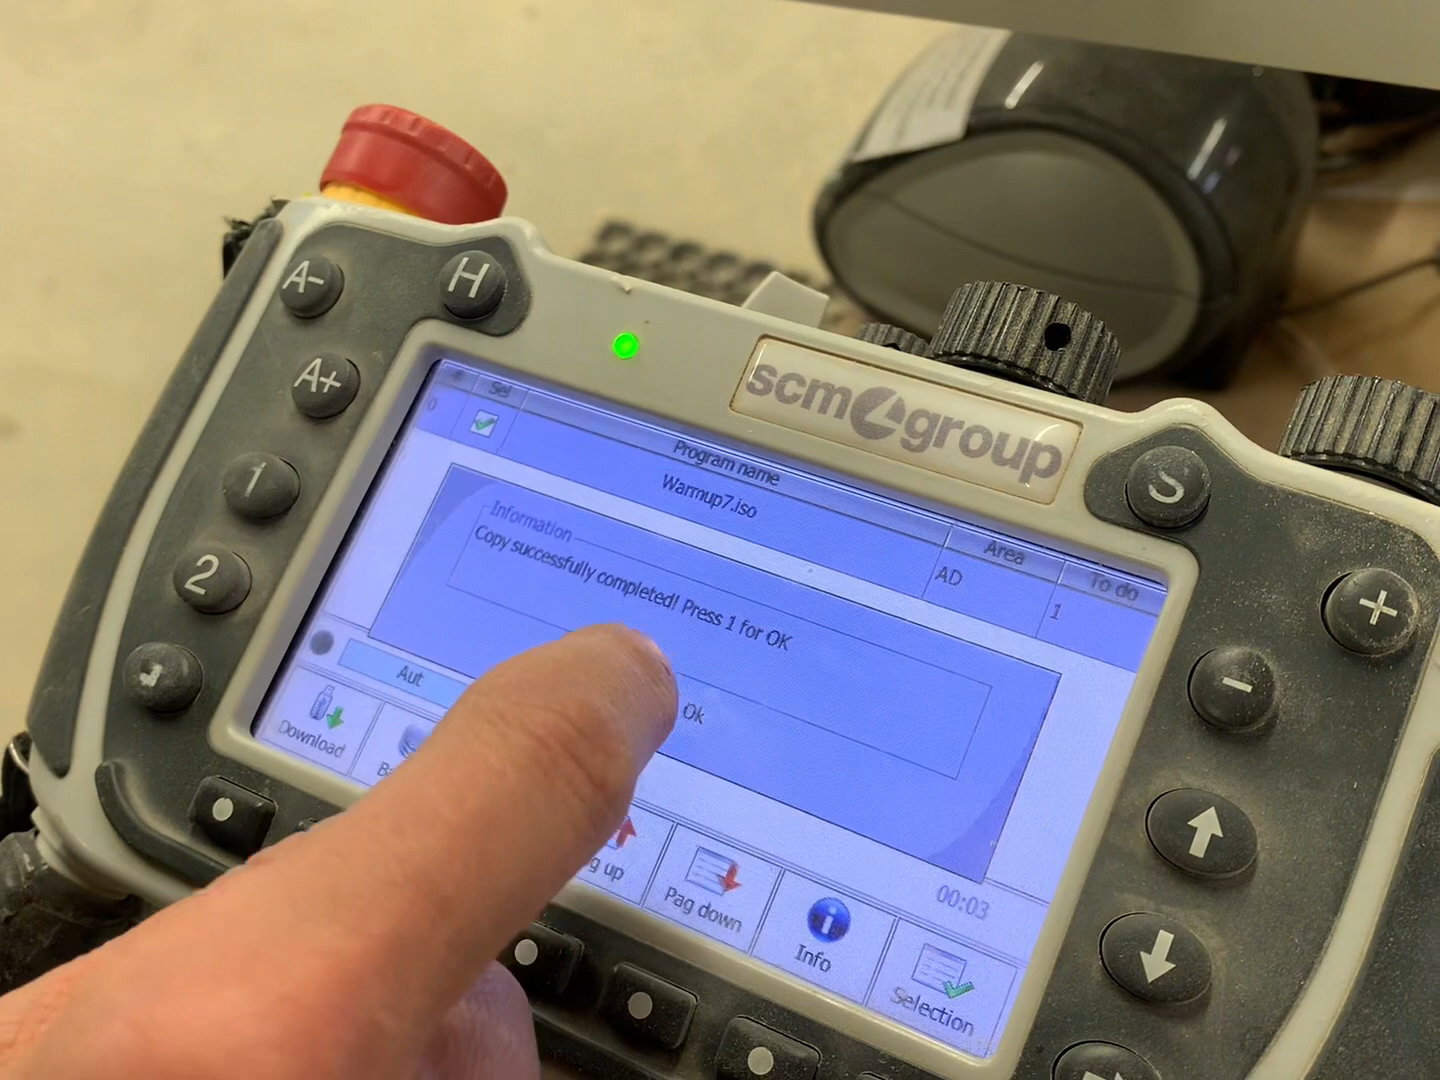 A-
H
A+
1
2
scm group
S
+
-
# Sel Program name Area To do
0 Warmup7.iso AD 1
Information
Copy successfully completed! Press 1 for OK
Ok
Aut
00:03
Download
Pag down
Info
Selection